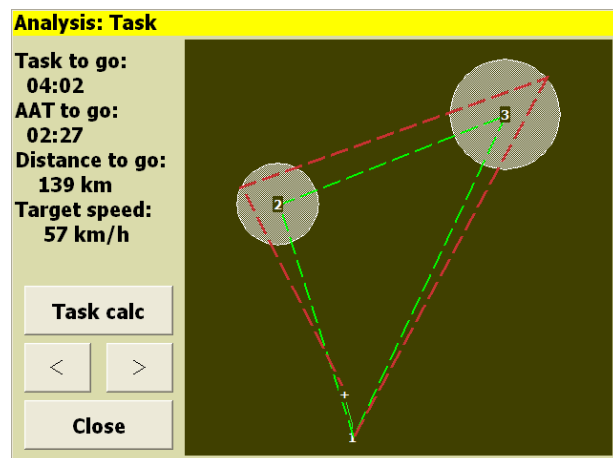 Analysis: Task
Task to go:
04:02
AAT to go:
02:27
Distance to go:
139 km
Target speed:
57 km/h
Task calc
< >
Close
3
2
+
1